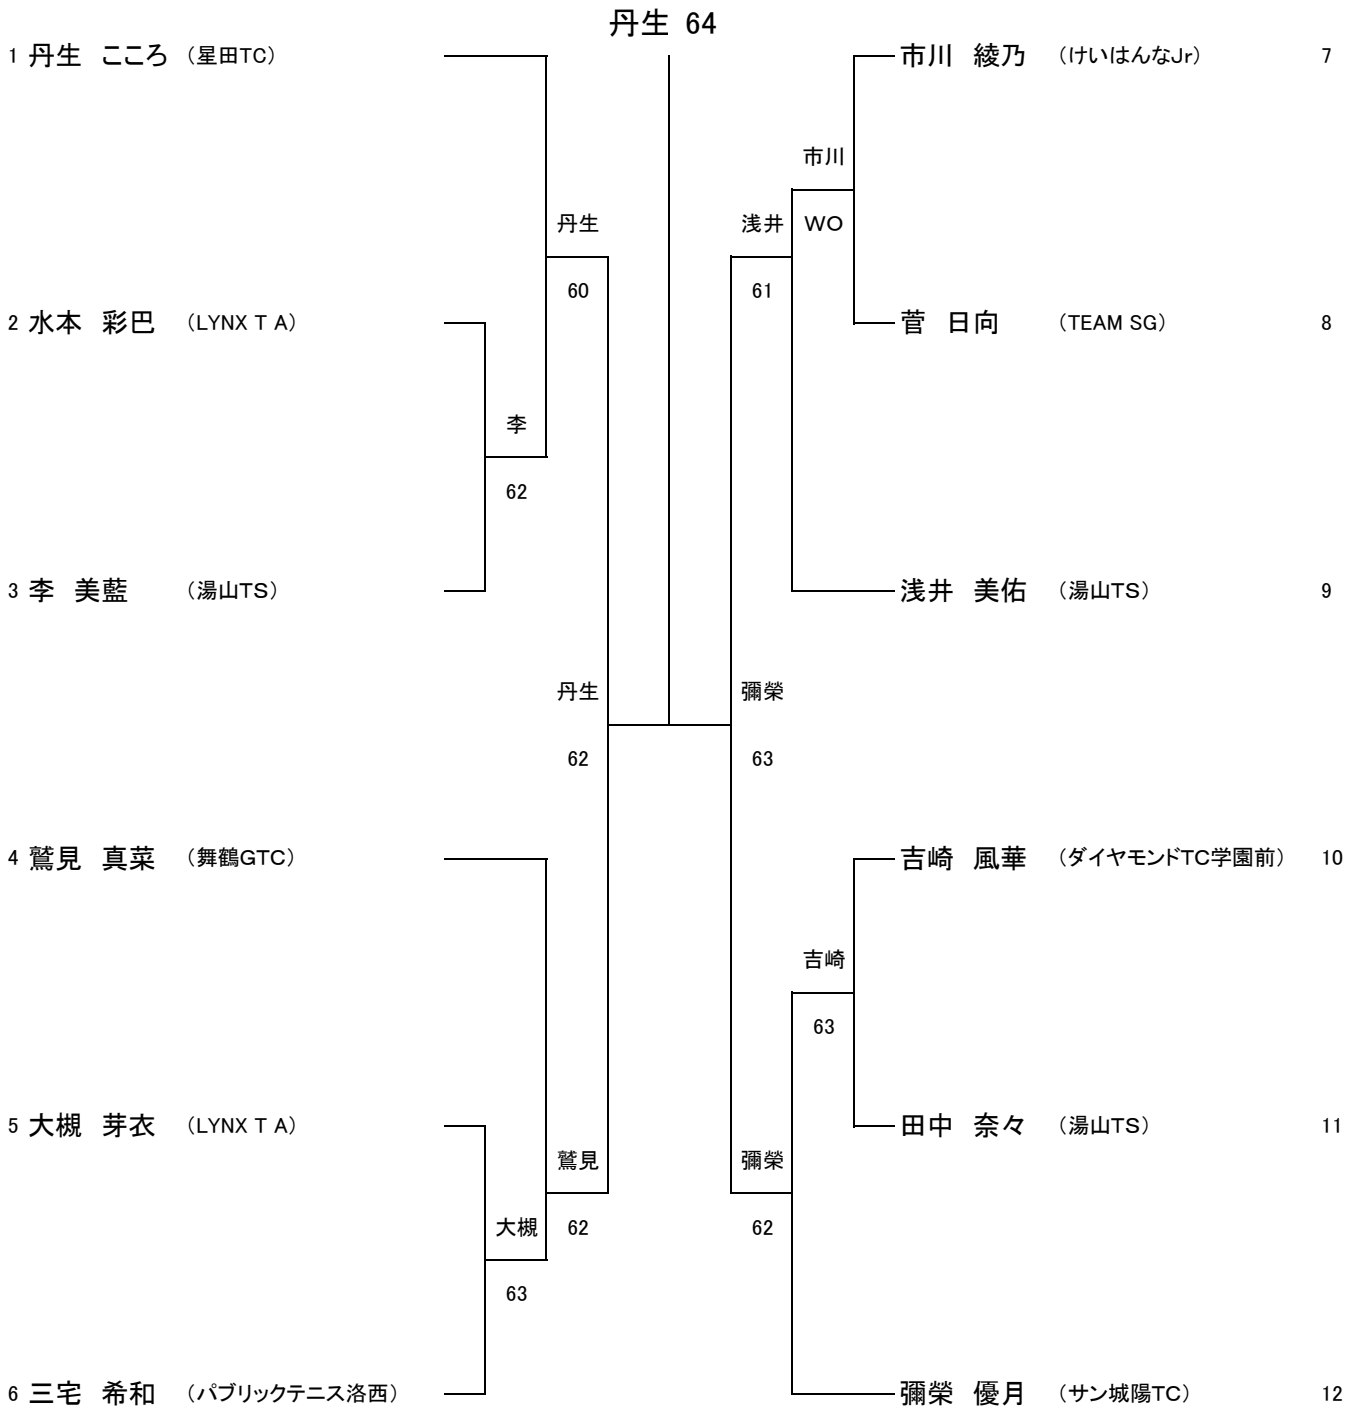 丹生 64
1 丹生 こころ （星田TC）
市川 綾乃 （けいはんなJr） 7
市川
丹生
浅井
WO
60
61
2 水本 彩巴 （LYNX T A）
菅 日向 （TEAM SG） 8
李
62
3 李 美藍 （湯山TS）
浅井 美佑 （湯山TS） 9
丹生
彌榮
62
63
4 鷲見 真菜 （舞鶴GTC）
吉崎 風華 （ダイヤモンドTC学園前） 10
吉崎
63
5 大槻 芽衣 （LYNX T A）
田中 奈々 （湯山TS） 11
鷲見
彌榮
大槻
62
62
63
6 三宅 希和 （パブリックテニス洛西）
彌榮 優月 （サン城陽TC） 12